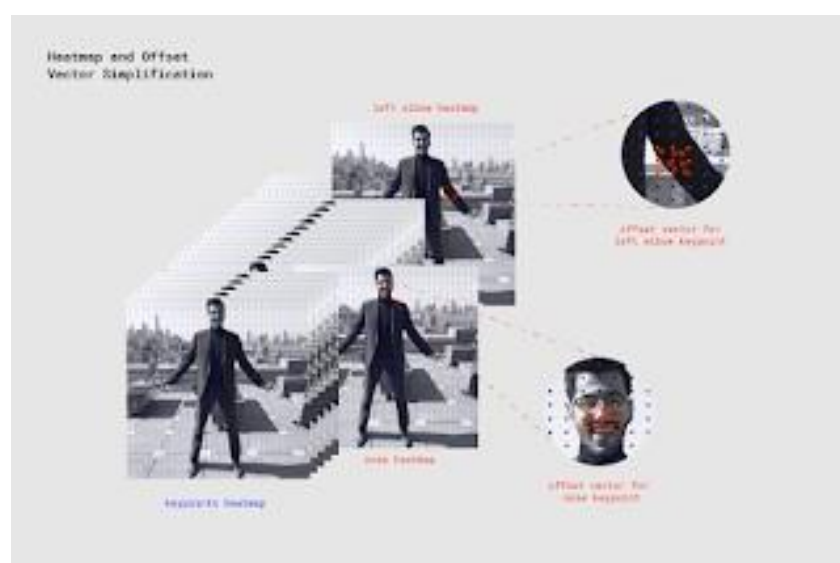 Heatmap and Offset
Vector Simplification
left elbow heatmap
offset vector for
left elbow keypoint
nose heatmap
offset vector for
nose keypoint
keypoints heatmap